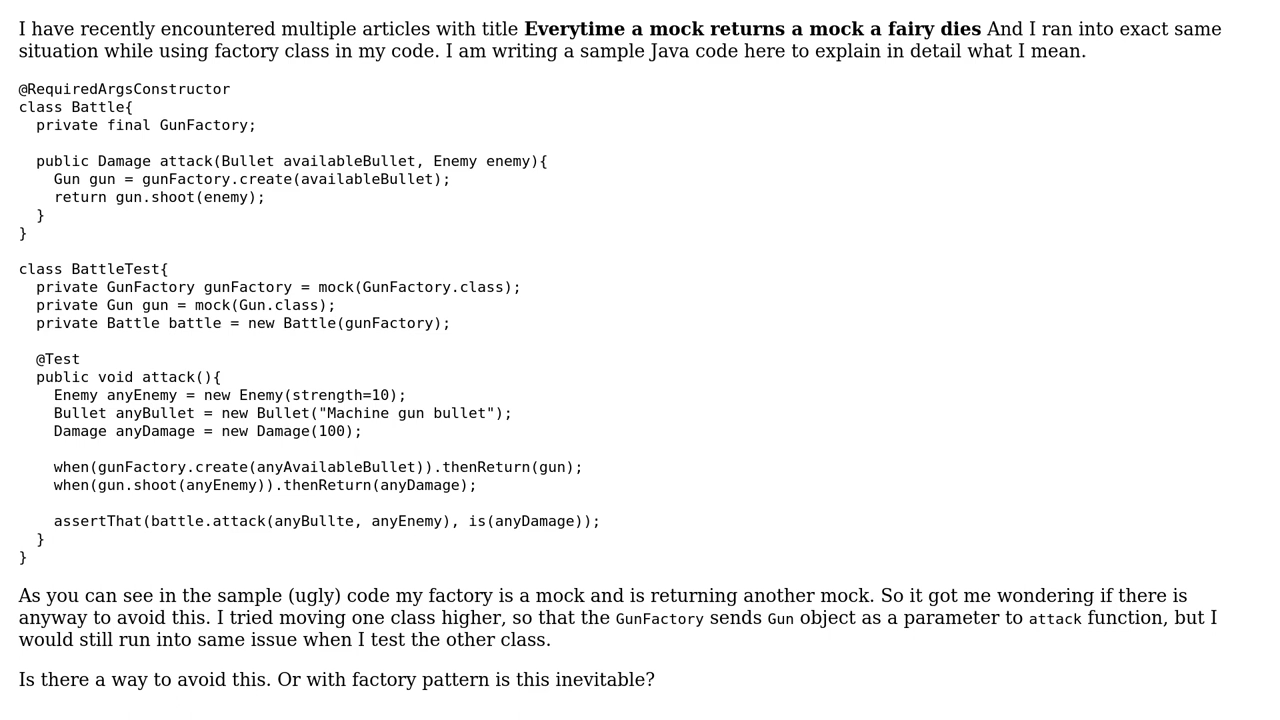 I have recently encountered multiple articles with title Everytime a mock returns a mock a fairy dies And I ran into exact same
situation while using factory class in my code. I am writing a sample Java code here to explain in detail what I mean.
@RequiredArgsConstructor
class Battle{
  private final GunFactory;
  public Damage attack(Bullet availableBullet, Enemy enemy){
    Gun gun = gunFactory.create(availableBullet);
    return gun.shoot(enemy);
  }
}
class BattleTest{
  private GunFactory gunFactory = mock(GunFactory.class);
  private Gun gun = mock(Gun.class);
  private Battle battle = new Battle(gunFactory);
  @Test
  public void attack(){
    Enemy anyEnemy = new Enemy(strength=10);
    Bullet anyBullet = new Bullet("Machine gun bullet");
    Damage anyDamage = new Damage(100);
    when(gunFactory.create(anyAvailableBullet)).thenReturn(gun);
    when(gun.shoot(anyEnemy)).thenReturn(anyDamage);
    assertThat(battle.attack(anyBullte, anyEnemy), is(anyDamage));
  }
}
As you can see in the sample (ugly) code my factory is a mock and is returning another mock. So it got me wondering if there is
anyway to avoid this. I tried moving one class higher, so that the GunFactory sends Gun object as a parameter to attack function, but I
would still run into same issue when I test the other class.
Is there a way to avoid this. Or with factory pattern is this inevitable?